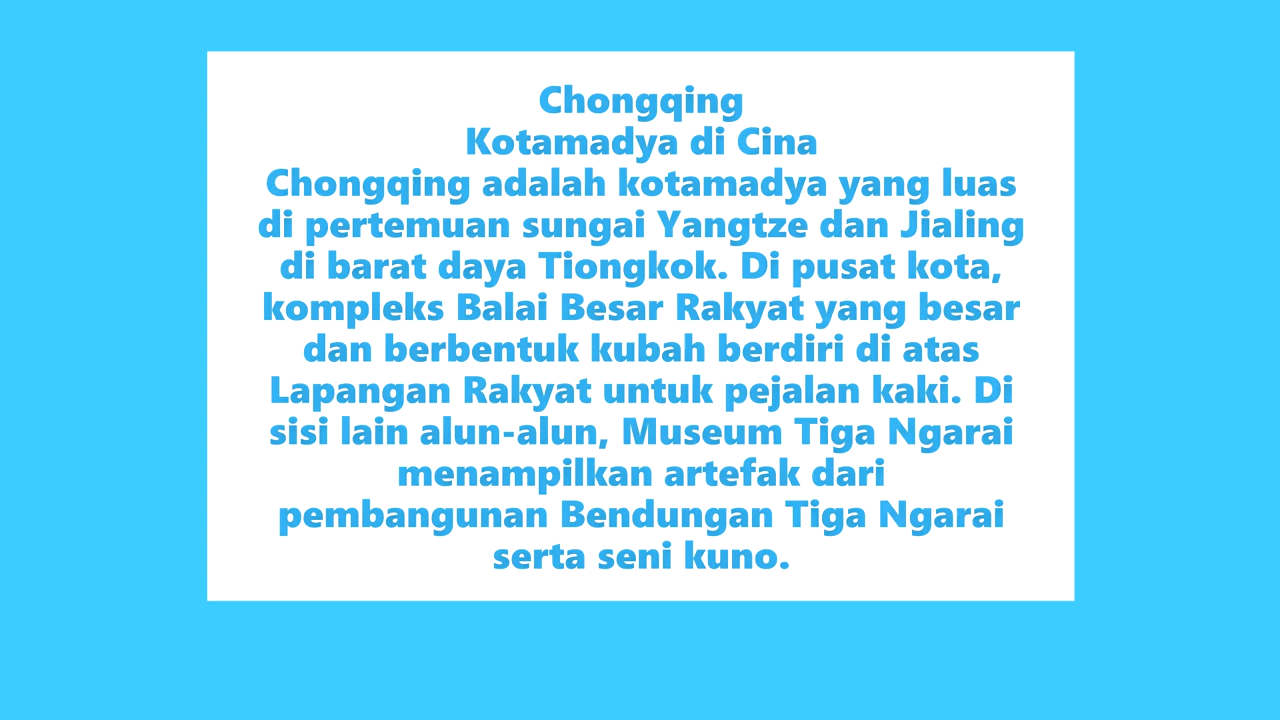 Chongqing
Kotamadya di Cina
Chongqing adalah kotamadya yang luas
di pertemuan sungai Yangtze dan Jialing
di barat daya Tiongkok. Di pusat kota,
kompleks Balai Besar Rakyat yang besar
dan berbentuk kubah berdiri di atas
Lapangan Rakyat untuk pejalan kaki. Di
sisi lain alun-alun, Museum Tiga Ngarai
menampilkan artefak dari
pembangunan Bendungan Tiga Ngarai
serta seni kuno.